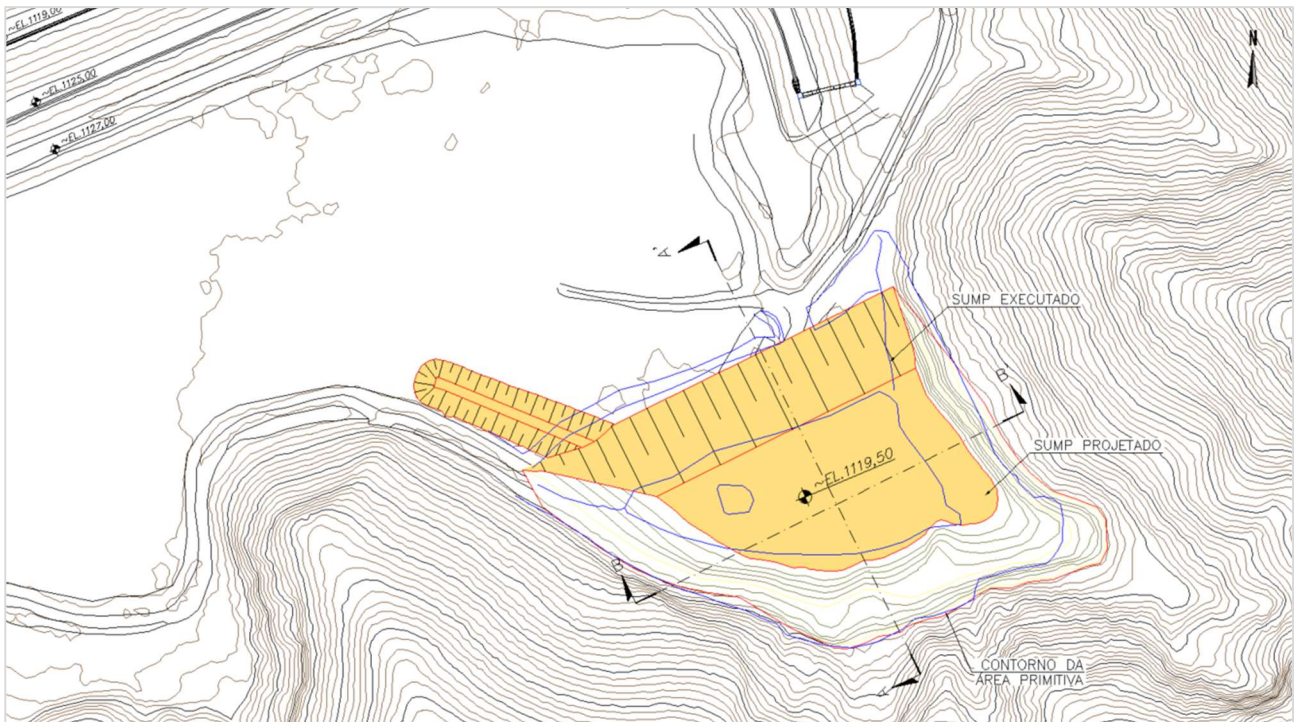 ~EL.1119,00
~EL.1125,00
~EL.1127,00
N
A'
SUMP EXECUTADO
B'
SUMP PROJETADO
~EL.1119,50
B
A
CONTORNO DA
ÁREA PRIMITIVA